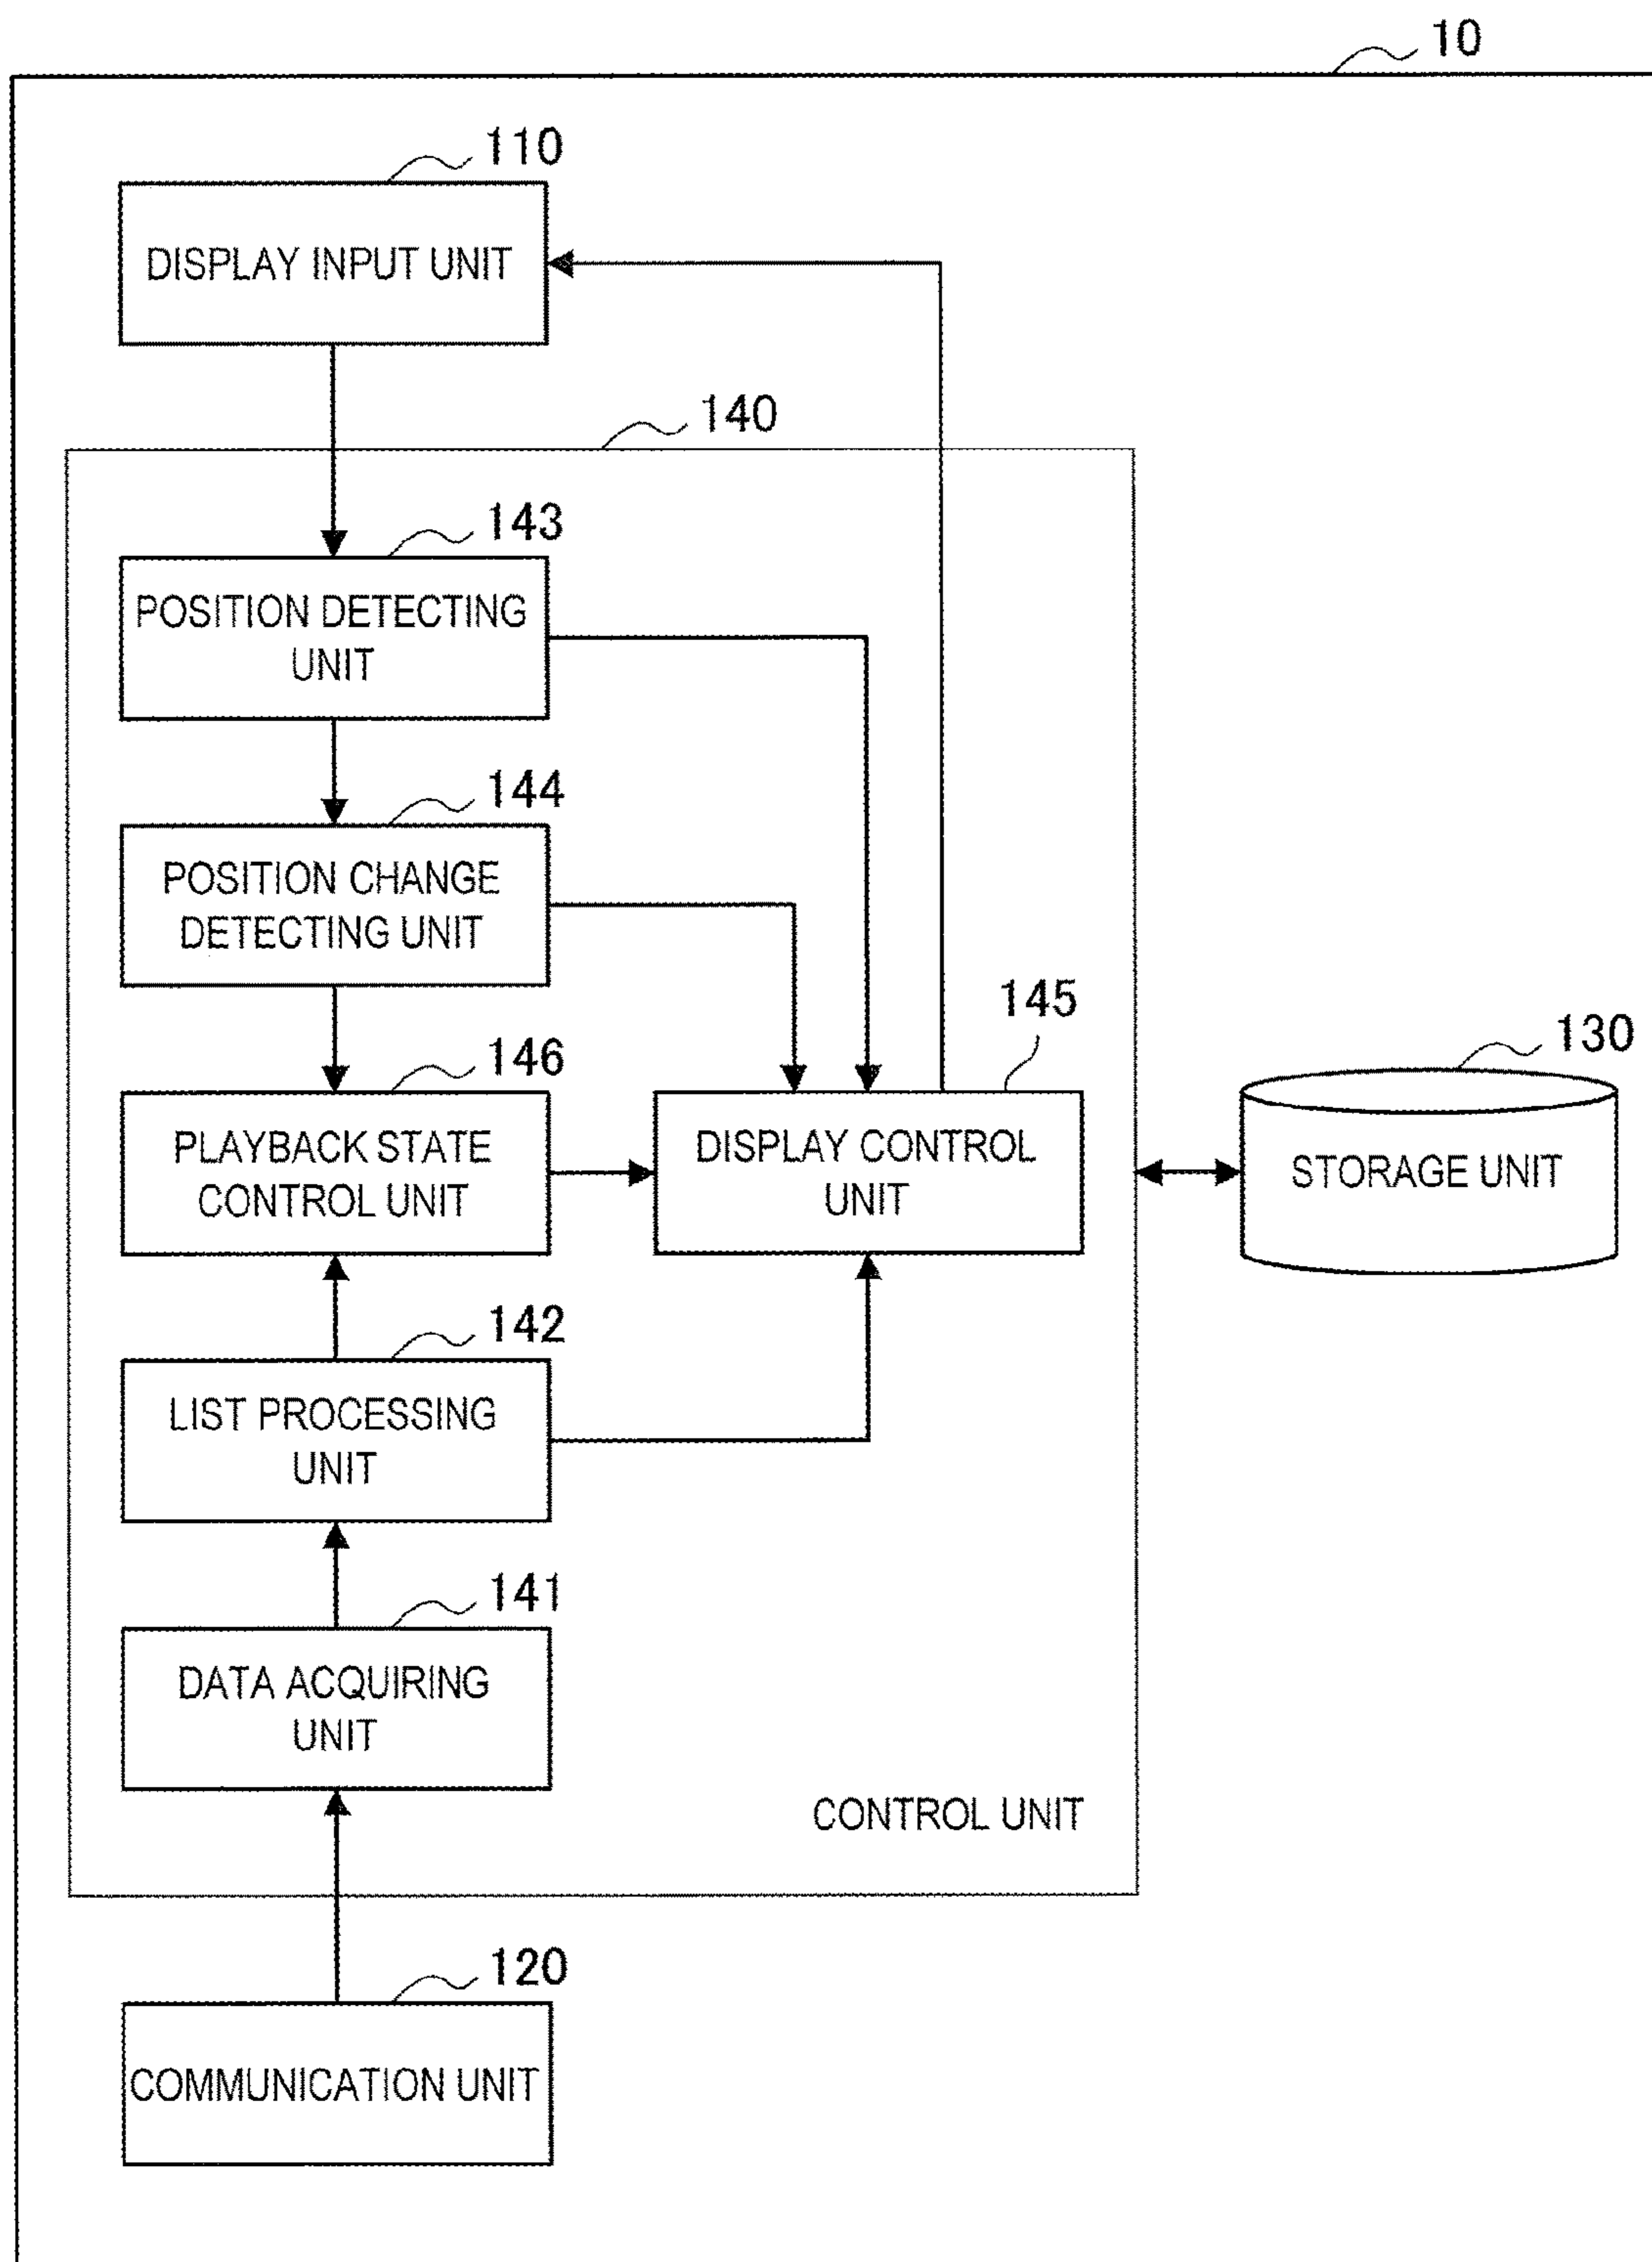 10
110
DISPLAY INPUT UNIT
140
143
POSITION DETECTING
UNIT
144
POSITION CHANGE
DETECTING UNIT
145
146
PLAYBACK STATE
CONTROL UNIT
DISPLAY CONTROL
UNIT
130
STORAGE UNIT
142
LIST PROCESSING
UNIT
141
DATA ACQUIRING
UNIT
CONTROL UNIT
120
COMMUNICATION UNIT